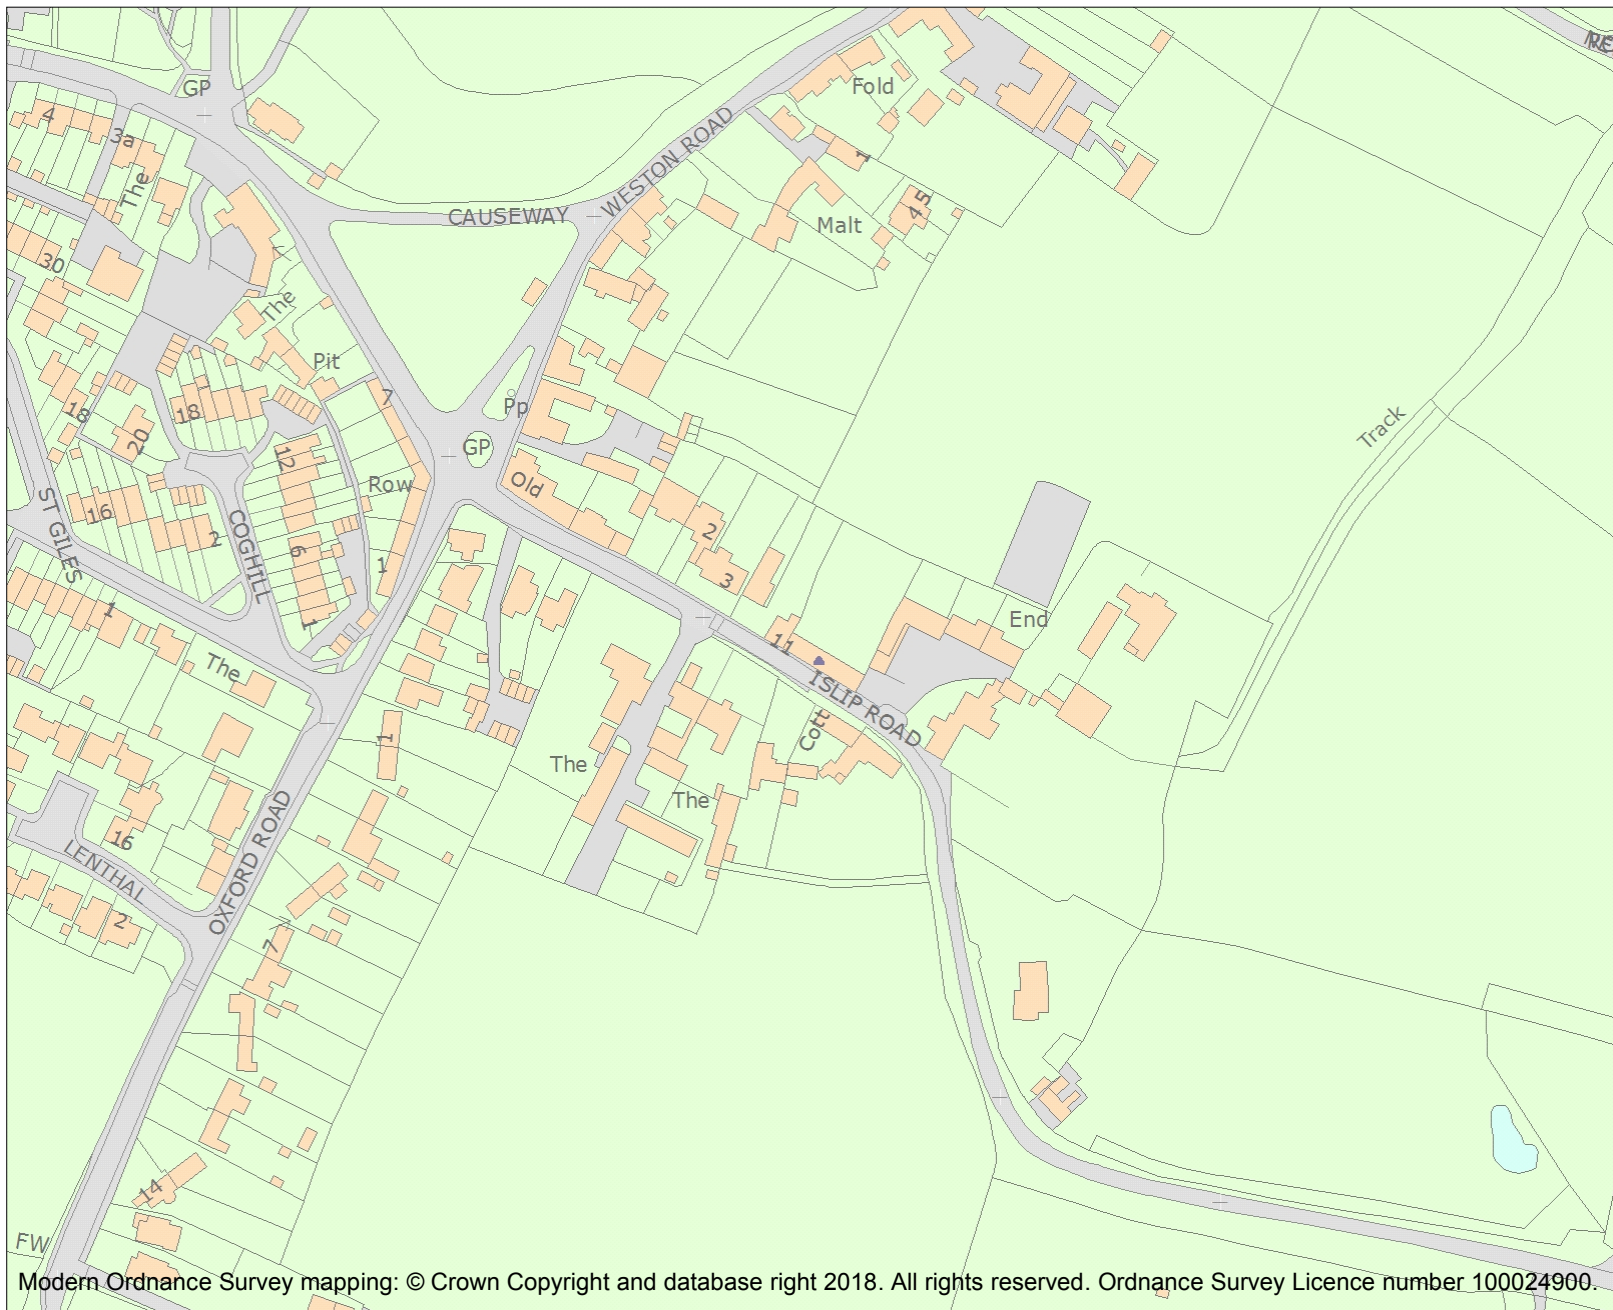 GP
4
3a
The
30
CAUSEWAY
WESTON ROAD
Fold
1
4 5
Malt
The
Pit
7
18
18
20
12
Pp
GP
Old
Row
16
2
ST GILES
COGHILL
6
1
1
1
2
3
Track
End
11
ISLIP ROAD
Cott
The
1
The
The
16
LENTHAL
2
OXFORD ROAD
7
14
FW
Modern Ordnance Survey mapping: © Crown Copyright and database right 2018. All rights reserved. Ordnance Survey Licence number 100024900.